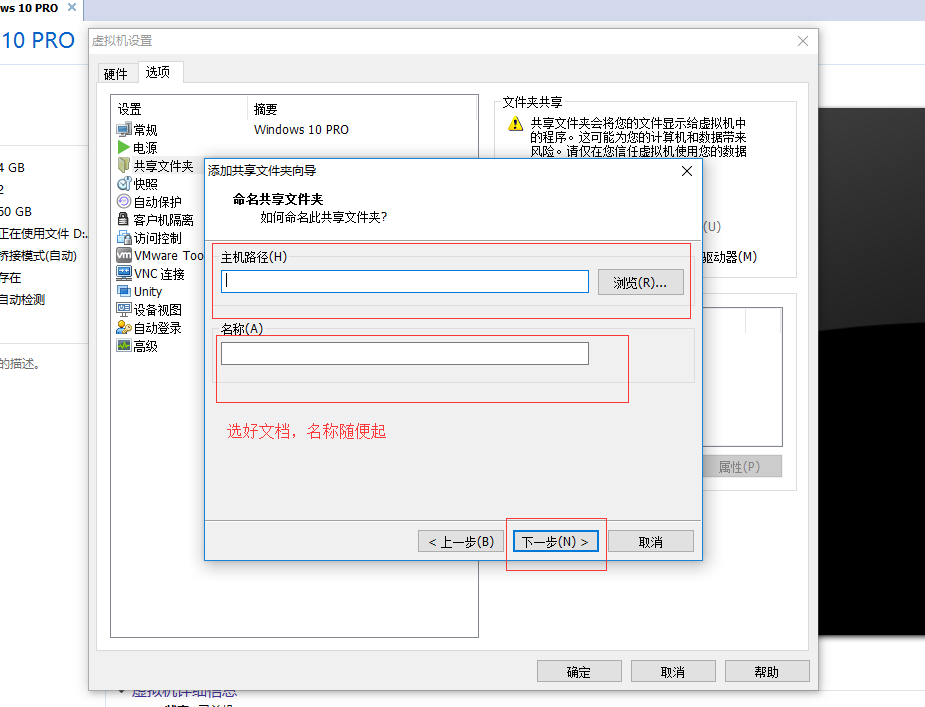 ws 10 PRO
10 PRO
虚拟机设置
硬件
选项
设置
摘要
常规
Windows 10 PRO
电源
共享文件夹
快照
自动保护
客户机隔离
访问控制
VMware Too
VNC 连接
Unity
设备视图
自动登录
高级
文件夹共享
共享文件夹会将您的文件显示给虚拟机中
的程序。这可能为您的计算机和数据带来
风险。请仅在您信任虚拟机使用您的数据
(U)
驱动器(M)
属性(P)
4 GB
2
50 GB
正在使用文件 D:.
桥接模式(自动)
存在
自动检测
的描述。
添加共享文件夹向导
命名共享文件夹
如何命名此共享文件夹?
主机路径(H)
浏览(R)...
名称(A)
选好文档，名称随便起
< 上一步(B)
下一步(N) >
取消
确定
取消
帮助
虚拟机详细信息